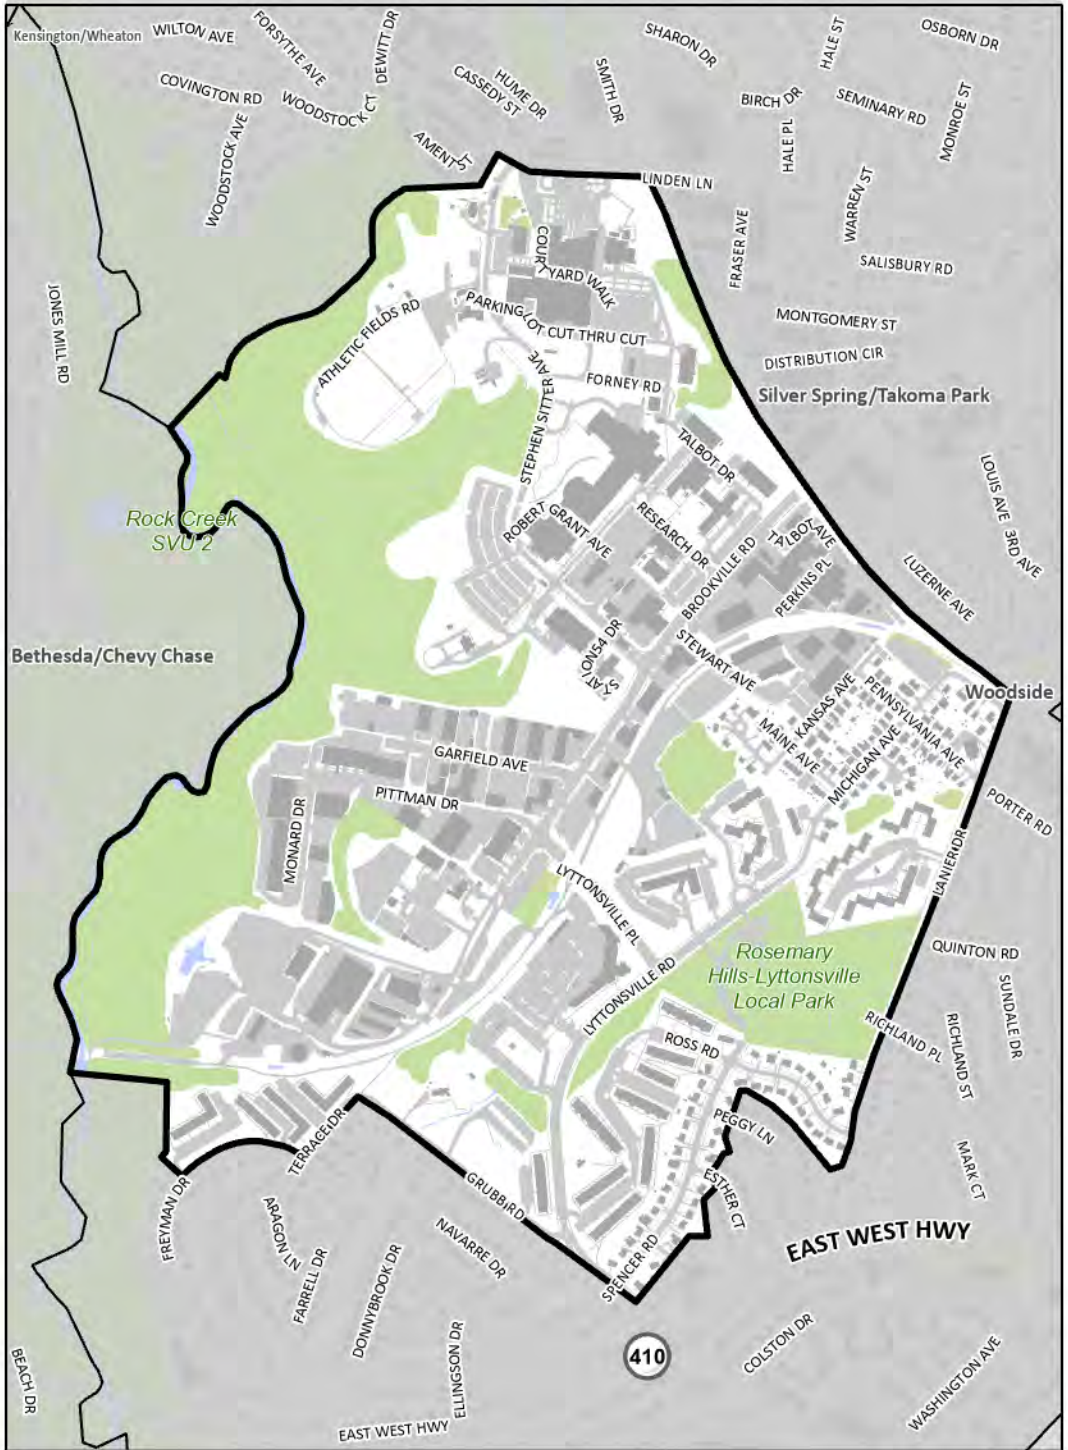 Kensington/Wheaton
WILTON AVE
FORSYTHE AVE
DEWITT DR
SHARON DR
HALE ST
OSBORN DR
COVINGTON RD
WOODSTOCK CT
CASSEDY ST
HUME DR
SMITH DR
BIRCH DR
SEMINARY RD
MONROE ST
WOODSTOCK AVE
AMENT ST
HALE PL
LINDEN LN
WARREN ST
FRASER AVE
SALISBURY RD
COURTYARD WALK
JONES MILL RD
ATHLETIC FIELDS RD
PARKING LOT CUT THRU CUT
MONTGOMERY ST
DISTRIBUTION CIR
FORNEY RD
Silver Spring/Takoma Park
STEPHEN SITTER AVE
TALBOT DR
LOUIS AVE
3RD AVE
Rock Creek
SVU 2
ROBERT GRANT AVE
RESEARCH DR
BROOKVILLE RD
TALBOT AVE
PERKINS PL
LUZERNE AVE
Bethesda/Chevy Chase
STATION 54 DR
STEWART AVE
KANSAS AVE
PENNSYLVANIA AVE
Woodside
MAINE AVE
MICHIGAN AVE
GARFIELD AVE
PITTMAN DR
MONARD DR
PORTER RD
LANIER DR
LYTTONSVILLE PL
LYTTONSVILLE RD
Rosemary
Hills-Lyttonsville
Local Park
QUINTON RD
SUNDALE DR
RICHLAND PL
RICHLAND ST
ROSS RD
PEGGY LN
TERRACE DR
MARK CT
ESTHER CT
FREYMAN DR
GRUBB RD
ARAGON LN
NAVARRE DR
EAST WEST HWY
FARRELL DR
DONNYBROOK DR
SPENCER RD
410
COLSTON DR
BEACH DR
ELLINGSON DR
WASHINGTON AVE
EAST WEST HWY